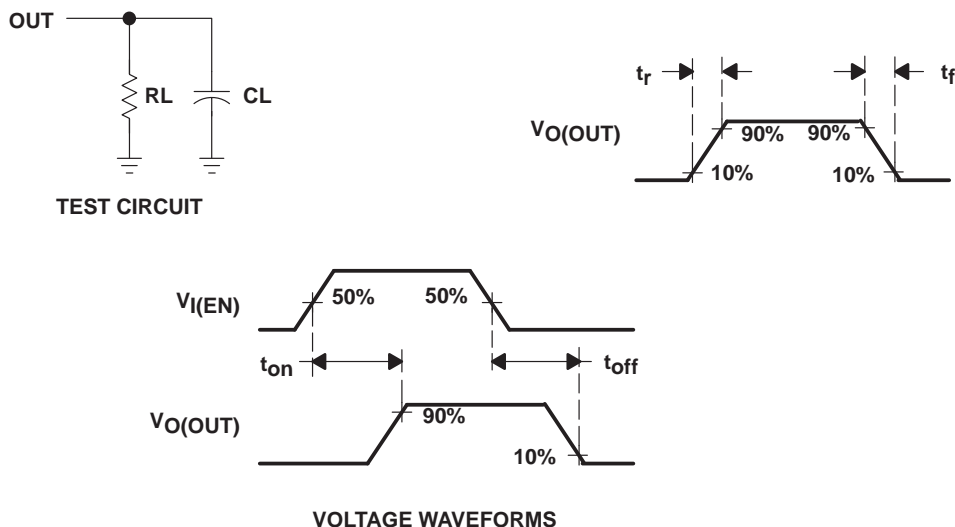 OUT
RL
CL
TEST CIRCUIT
tr
tf
VO(OUT)
90%
90%
10%
10%
VI(EN)
50%
50%
ton
toff
VO(OUT)
90%
10%
VOLTAGE WAVEFORMS